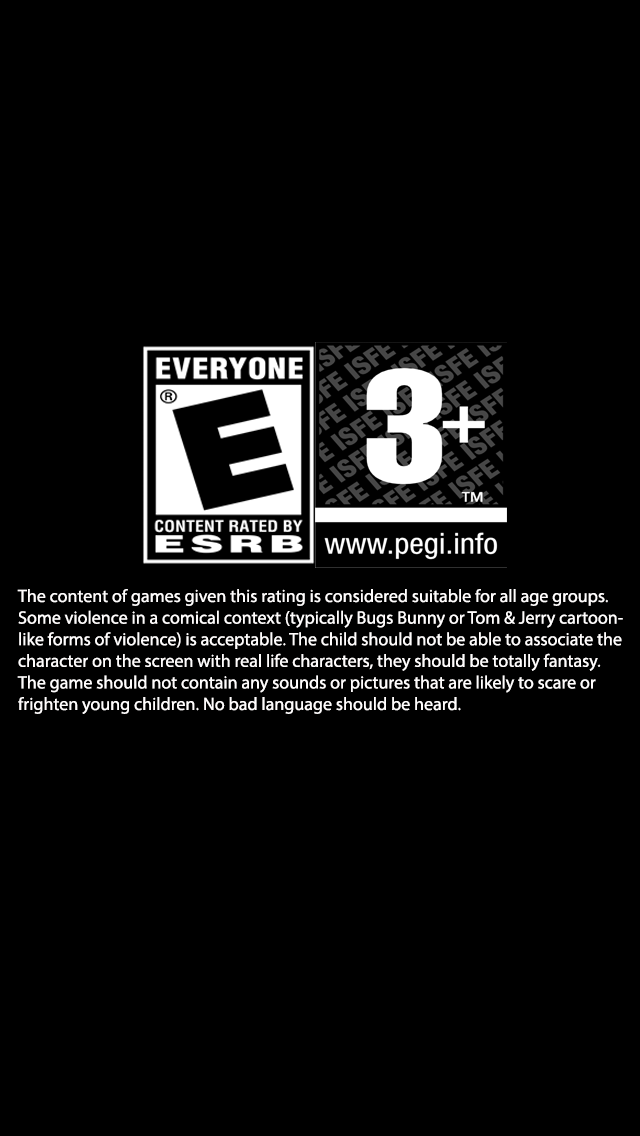 EVERYONE
®
E
CONTENT RATED BY
ESRB
ISFE ISFE ISFE ISFE
3+
TM
www.pegi.info
The content of games given this rating is considered suitable for all age groups.
Some violence in a comical context (typically Bugs Bunny or Tom & Jerry cartoon-
like forms of violence) is acceptable. The child should not be able to associate the
character on the screen with real life characters, they should be totally fantasy.
The game should not contain any sounds or pictures that are likely to scare or
frighten young children. No bad language should be heard.